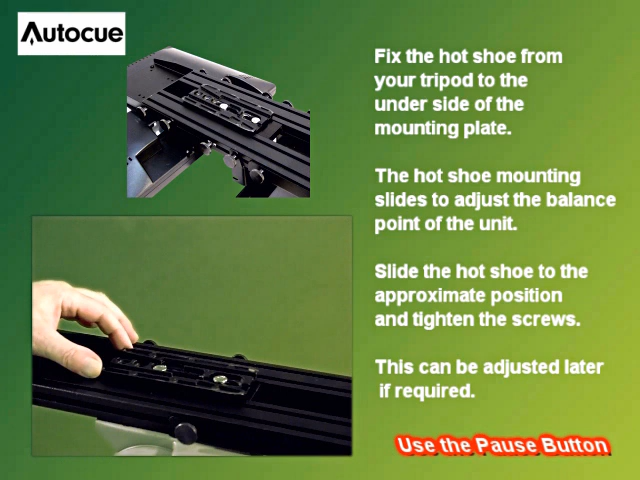 Autocue
Fix the hot shoe from
your tripod to the
under side of the
mounting plate.
The hot shoe mounting
slides to adjust the balance
point of the unit.
Slide the hot shoe to the
approximate position
and tighten the screws.
This can be adjusted later
if required.
Use the Pause Button